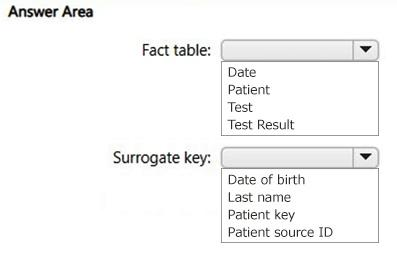 Answer Area
Fact table:
Date
Patient
Test
Test Result
Surrogate key:
Date of birth
Last name
Patient key
Patient source ID